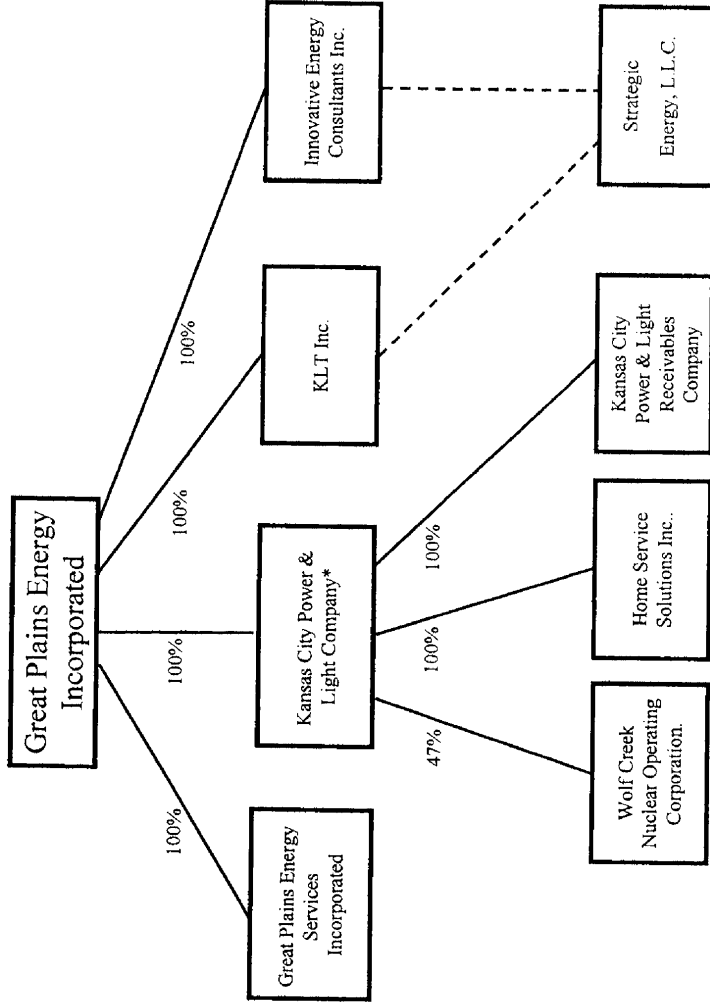 Great Plains Energy
Incorporated
100%
100%
100%
100%
Great Plains Energy
Services
Incorporated
Kansas City Power &
Light Company*
KLT Inc.
Innovative Energy
Consultants Inc.
47%
100%
100%
Wolf Creek
Nuclear Operating
Corporation.
Home Service
Solutions Inc..
Kansas City
Power & Light
Receivables
Company
Strategic
Energy, L.L.C.